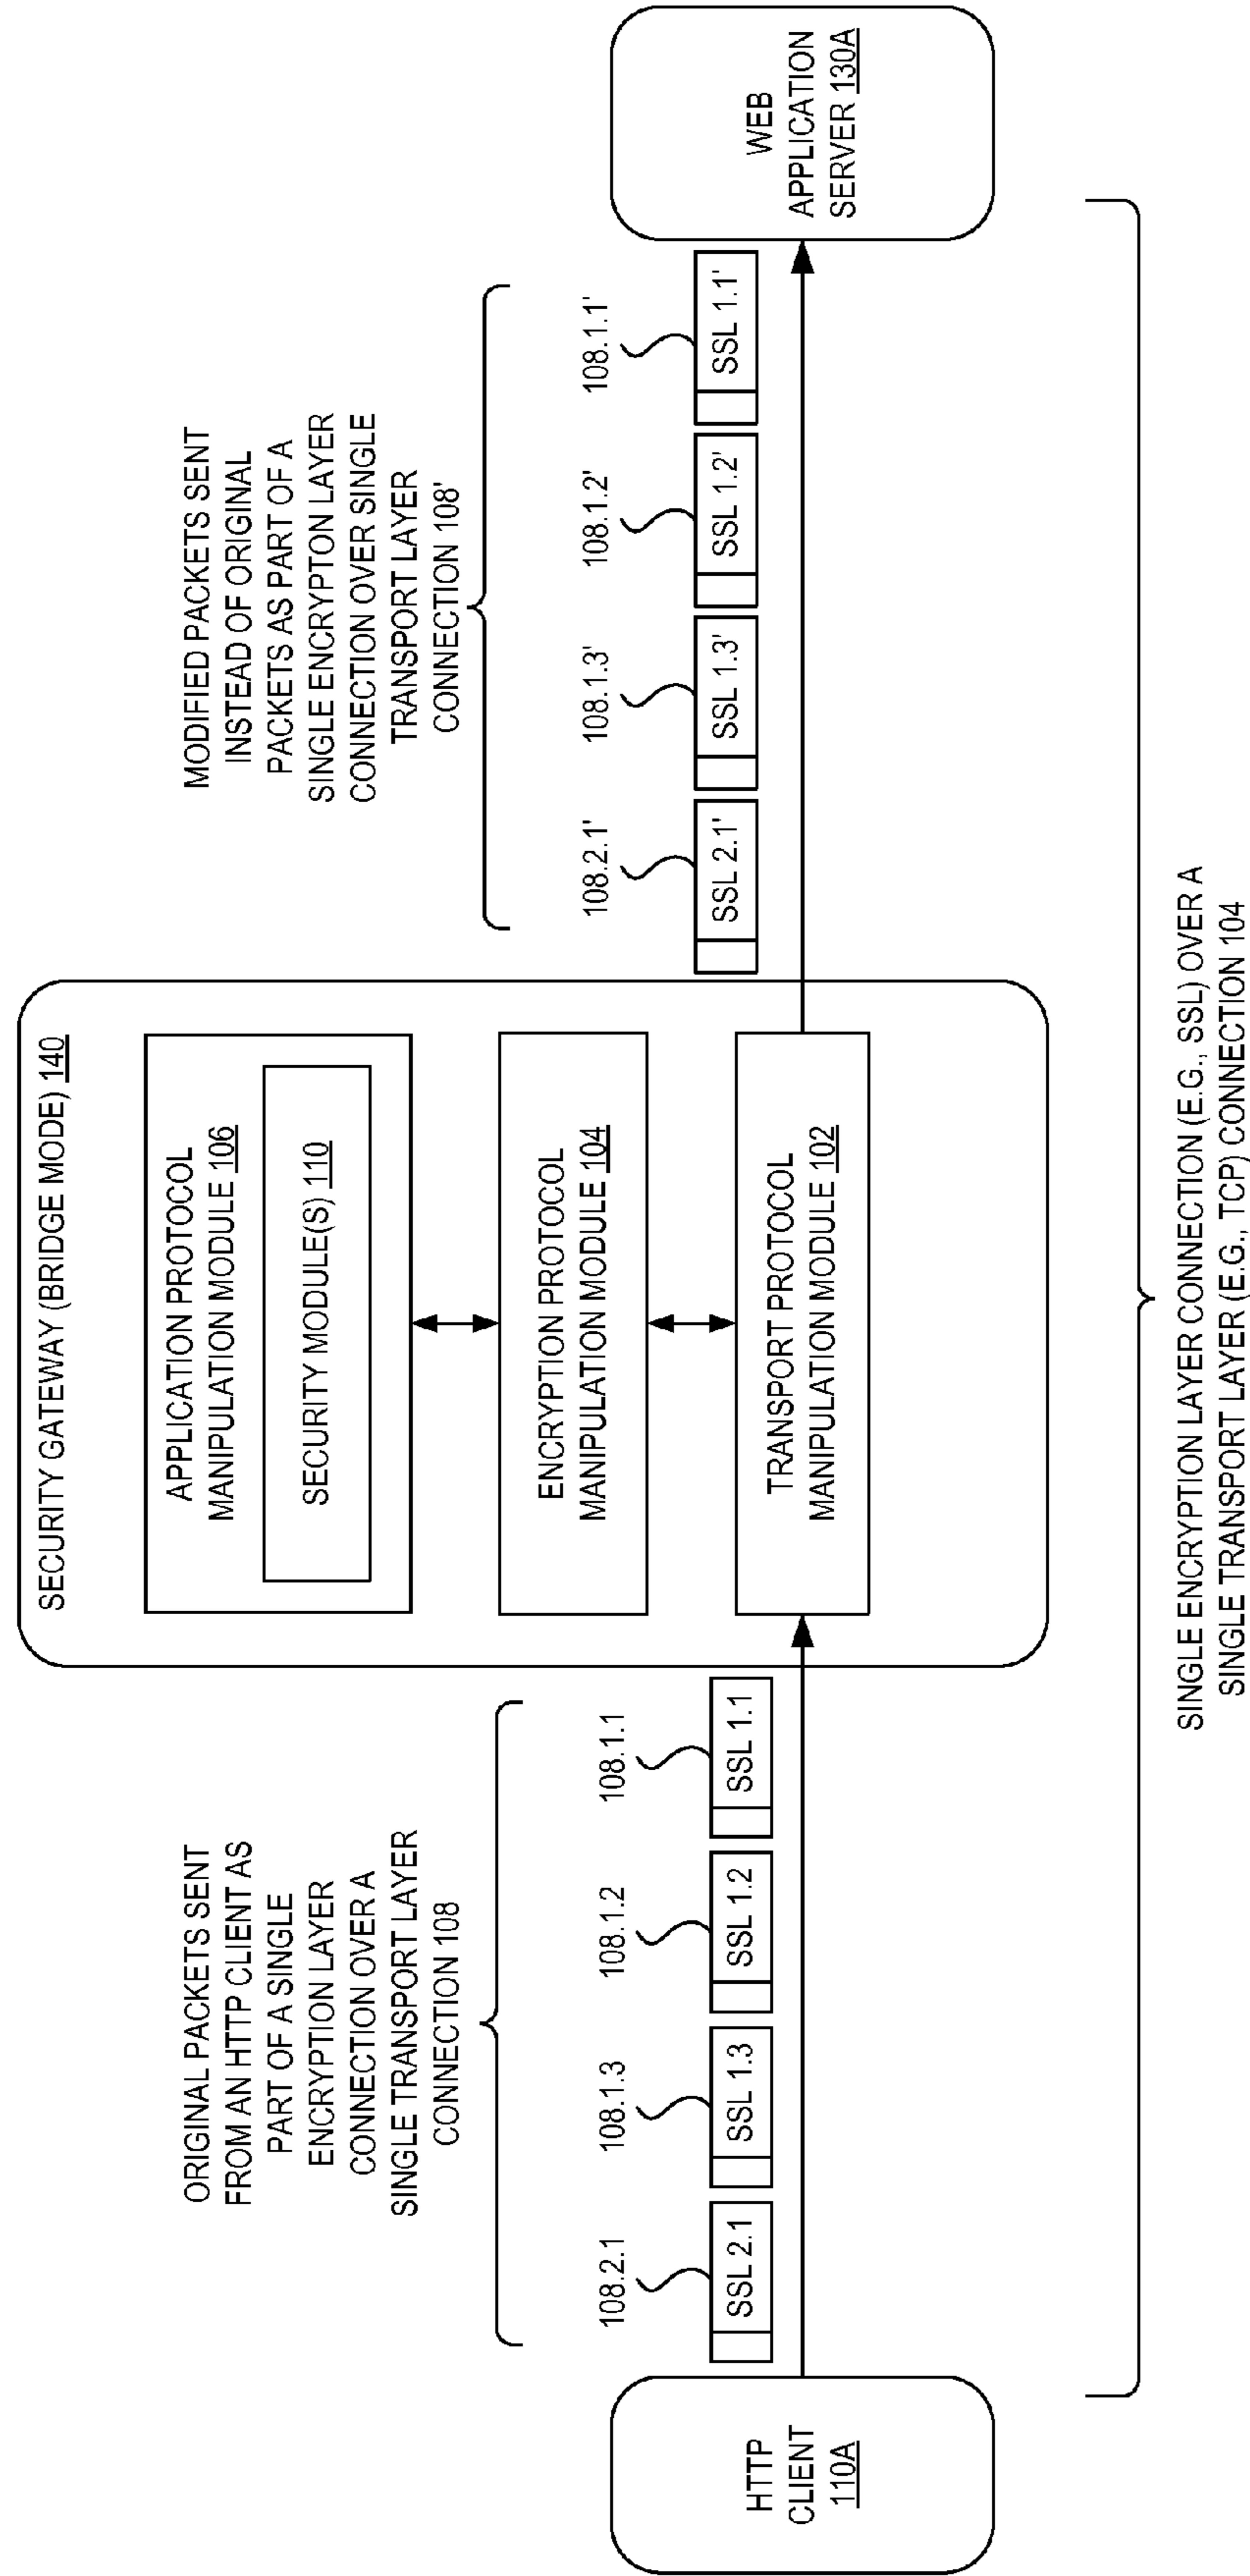 SECURITY GATEWAY (BRIDGE MODE) 140
APPLICATION PROTOCOL
MANIPULATION MODULE 106
SECURITY MODULE(S) 110
ENCRYPTION PROTOCOL
MANIPULATION MODULE 104
TRANSPORT PROTOCOL
MANIPULATION MODULE 102
ORIGINAL PACKETS SENT
FROM AN HTTP CLIENT AS
PART OF A SINGLE
ENCRYPTION LAYER
CONNECTION OVER A
SINGLE TRANSPORT LAYER
CONNECTION 108
MODIFIED PACKETS SENT
INSTEAD OF ORIGINAL
PACKETS AS PART OF A
SINGLE ENCRYPTON LAYER
CONNECTION OVER SINGLE
TRANSPORT LAYER
CONNECTION 108'
108.2.1
108.1.3
108.1.2
108.1.1
108.2.1'
108.1.3'
108.1.2'
108.1.1'
SSL 2.1
SSL 1.3
SSL 1.2
SSL 1.1
SSL 2.1'
SSL 1.3'
SSL 1.2'
SSL 1.1'
HTTP
CLIENT
110A
WEB
APPLICATION
SERVER 130A
SINGLE ENCRYPTION LAYER CONNECTION (E.G., SSL) OVER A
SINGLE TRANSPORT LAYER (E.G., TCP) CONNECTION 104